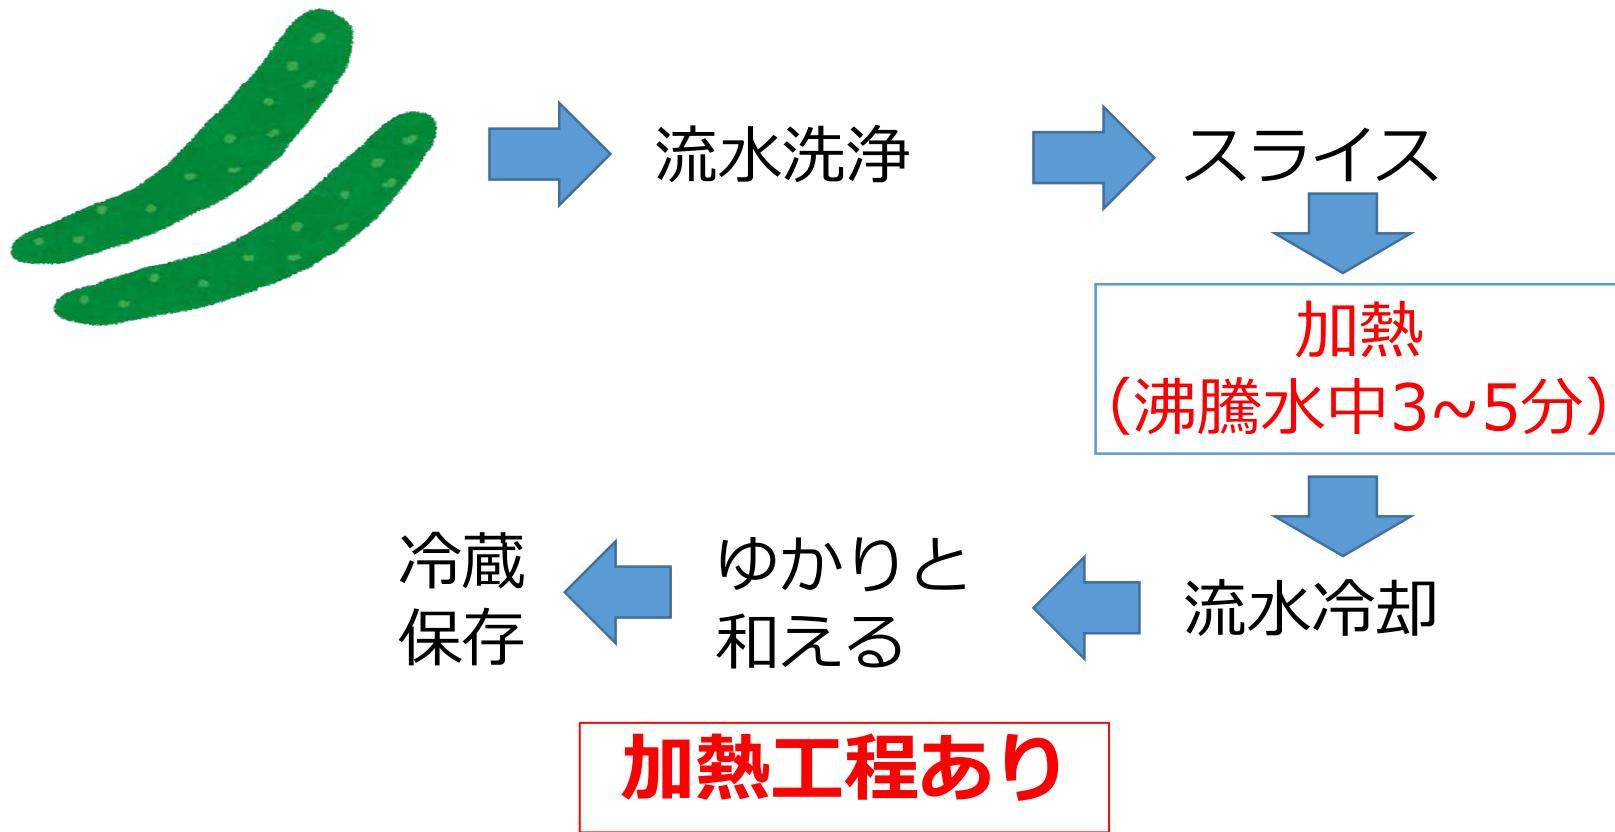 流水洗浄
スライス
加熱
（沸騰水中3~5分）
流水冷却
ゆかりと
和える
冷蔵
保存
加熱工程あり